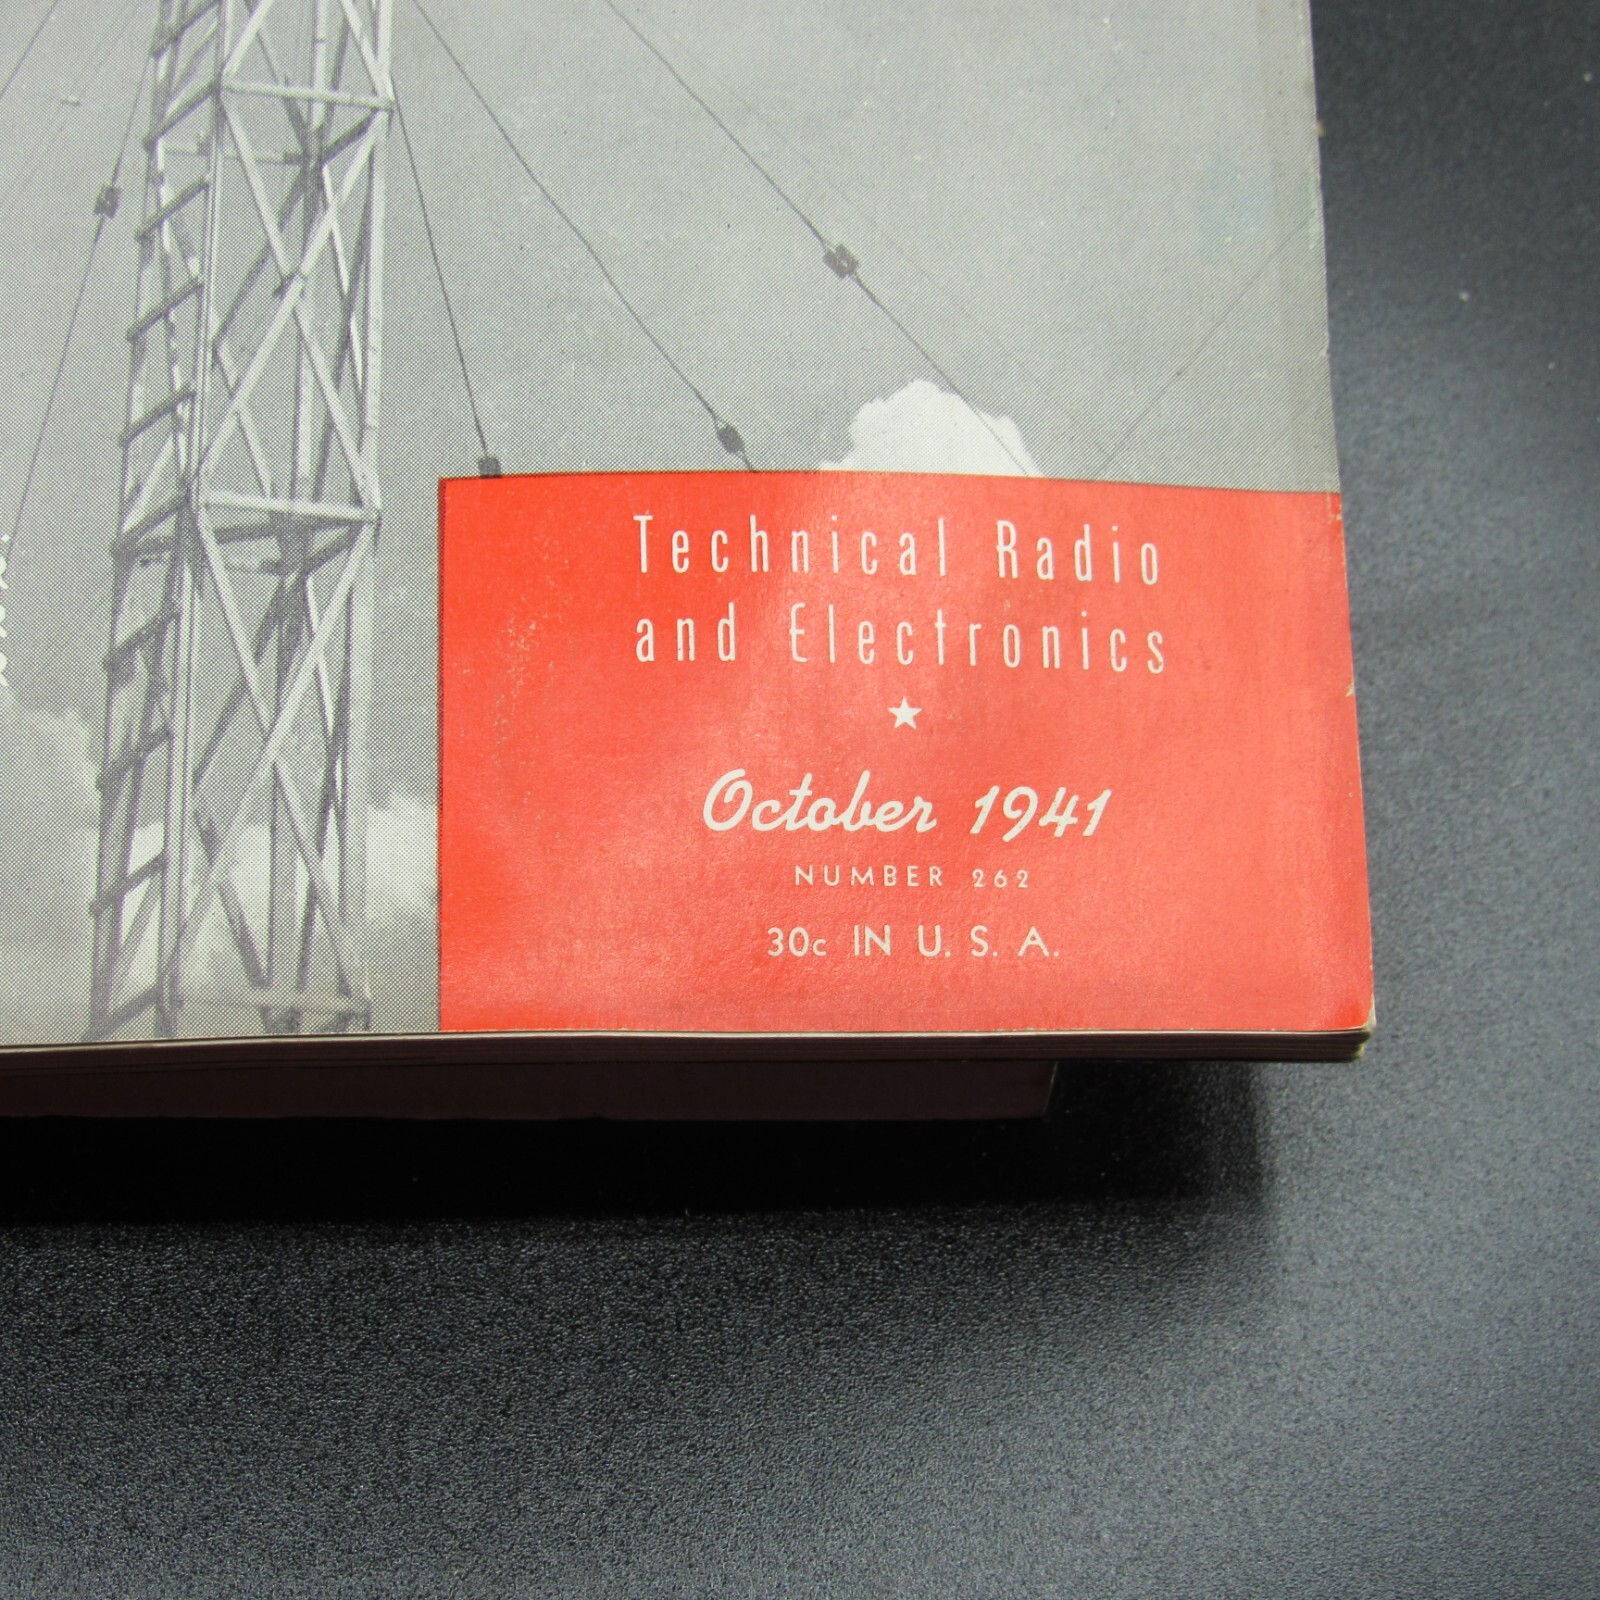 Technical Radio
and Electronics
October 1941
NUMBER 262
30c IN U. S. A.